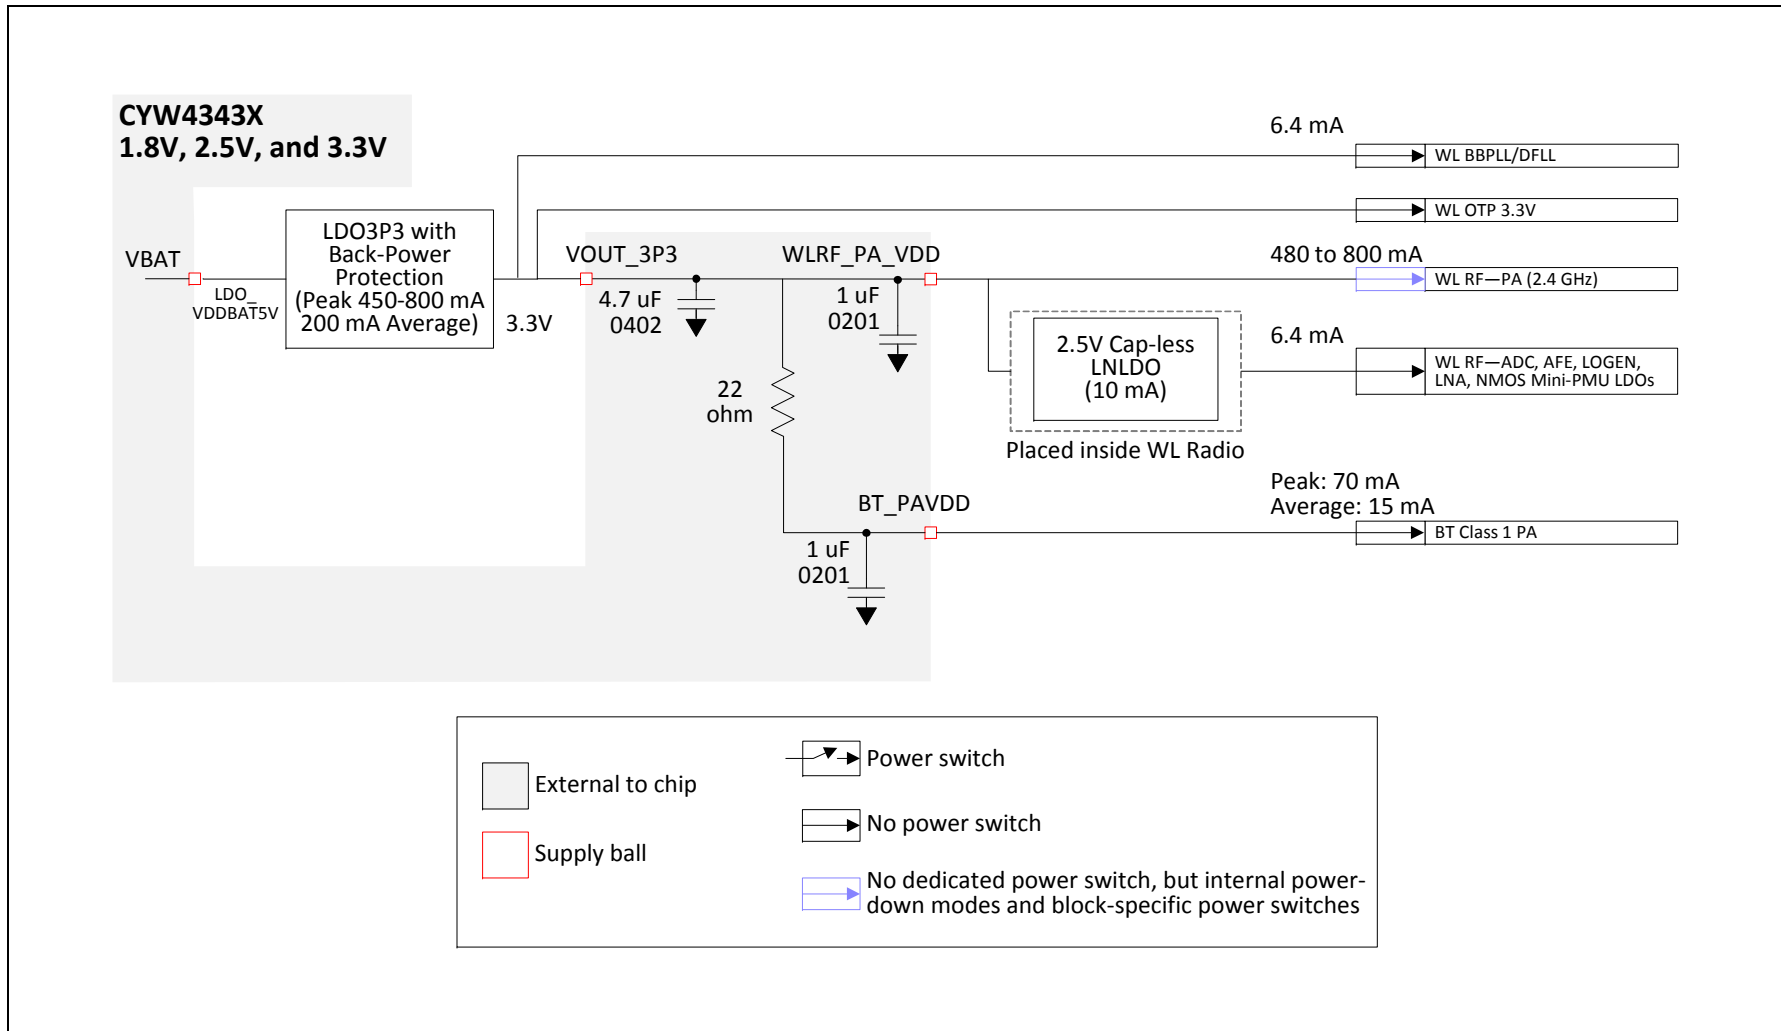 CYW4343X
1.8V, 2.5V, and 3.3V
6.4 mA
WL BBPLL/DFLL
WL OTP 3.3V
VBAT
LDO_
VDDBAT5V
LDO3P3 with
Back-Power
Protection
(Peak 450-800 mA
200 mA Average)
3.3V
VOUT_3P3
4.7 uF
0402
WLRF_PA_VDD
1 uF
0201
480 to 800 mA
WL RF—PA (2.4 GHz)
2.5V Cap-less
LNLDO
(10 mA)
Placed inside WL Radio
6.4 mA
WL RF—ADC, AFE, LOGEN,
LNA, NMOS Mini-PMU LDOs
22
ohm
BT_PAVDD
1 uF
0201
Peak: 70 mA
Average: 15 mA
BT Class 1 PA
External to chip
Supply ball
Power switch
No power switch
No dedicated power switch, but internal power-
down modes and block-specific power switches